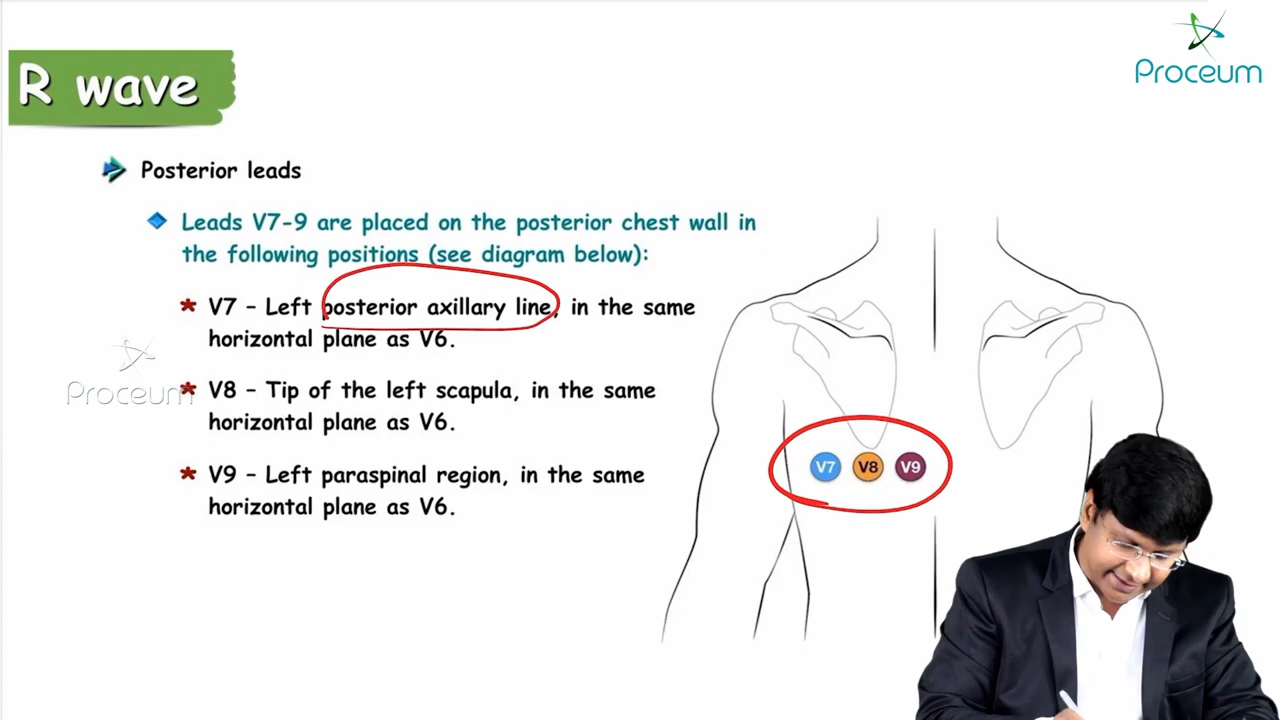 Proceum
R wave
Posterior leads
Leads V7-9 are placed on the posterior chest wall in
the following positions (see diagram below):
* V7 – Left posterior axillary line, in the same
horizontal plane as V6.
Proceum
* V8 – Tip of the left scapula, in the same
horizontal plane as V6.
* V9 – Left paraspinal region, in the same
horizontal plane as V6.
V7 V8 V9